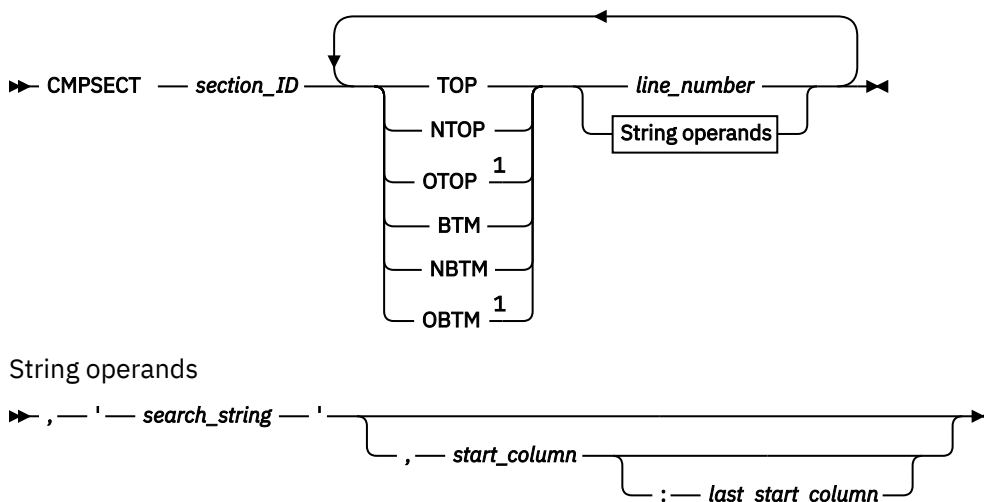 CMPSECT section_ID TOP line_number
NTOP String operands
OTOP 1
BTM
NBTM
OBTM 1
String operands
, ' search_string '
, start_column
: last_start_column